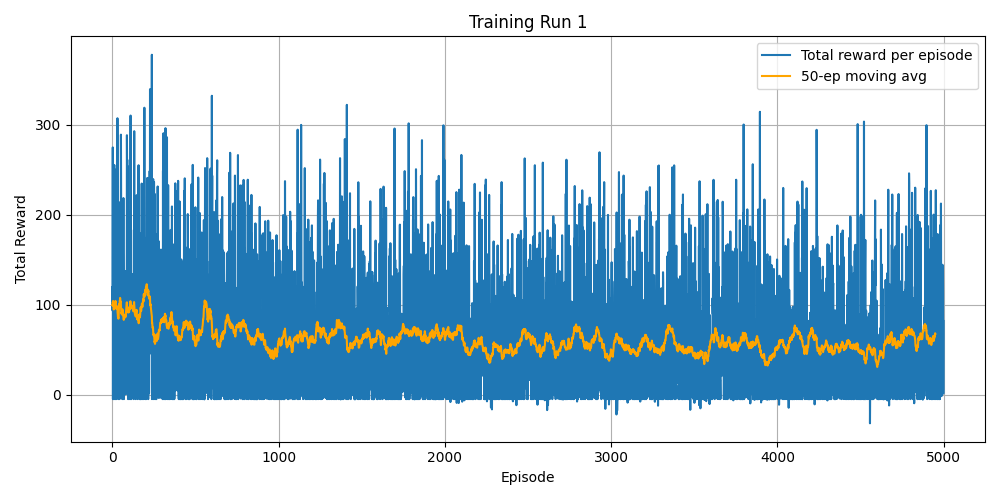 Training Run 1
Total reward per episode
50-ep moving avg
Total Reward
300
200
100
0
0 1000 2000 3000 4000 5000
Episode